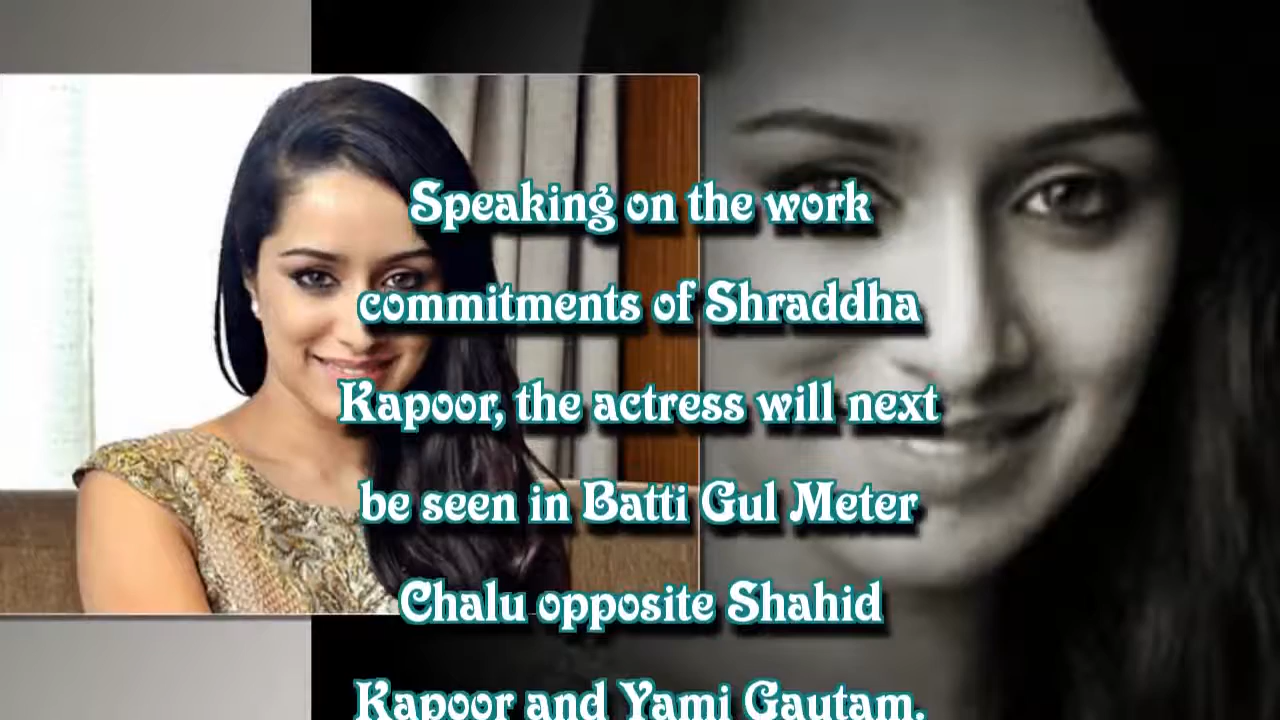 Speaking on the work
commitments of Shraddha
Kapoor, the actress will next
be seen in Batti Gul Meter
Chalu opposite Shahid
Kapoor and Yami Gautam.